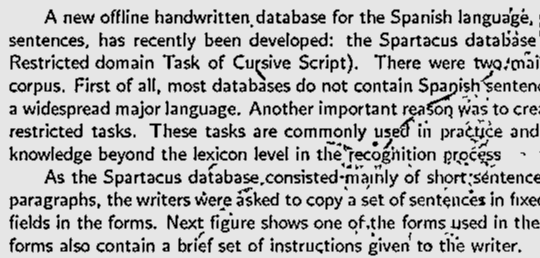 A new offline handwritten database for the Spanish language,
sentences, has recently been developed: the Spartacus database
Restricted domain Task of Cursive Script). There were two
corpus. First of all, most databases do not contain Spanish
a widespread major language. Another important reason was to
restricted tasks. These tasks are commonly used in practice and
knowledge beyond the lexicon level in the recognition process
As the Spartacus database consisted mainly of short
paragraphs, the writers were asked to copy a set of sentences in
fields in the forms. Next figure shows one of the forms used in the
forms also contain a brief set of instructions given to the writer.